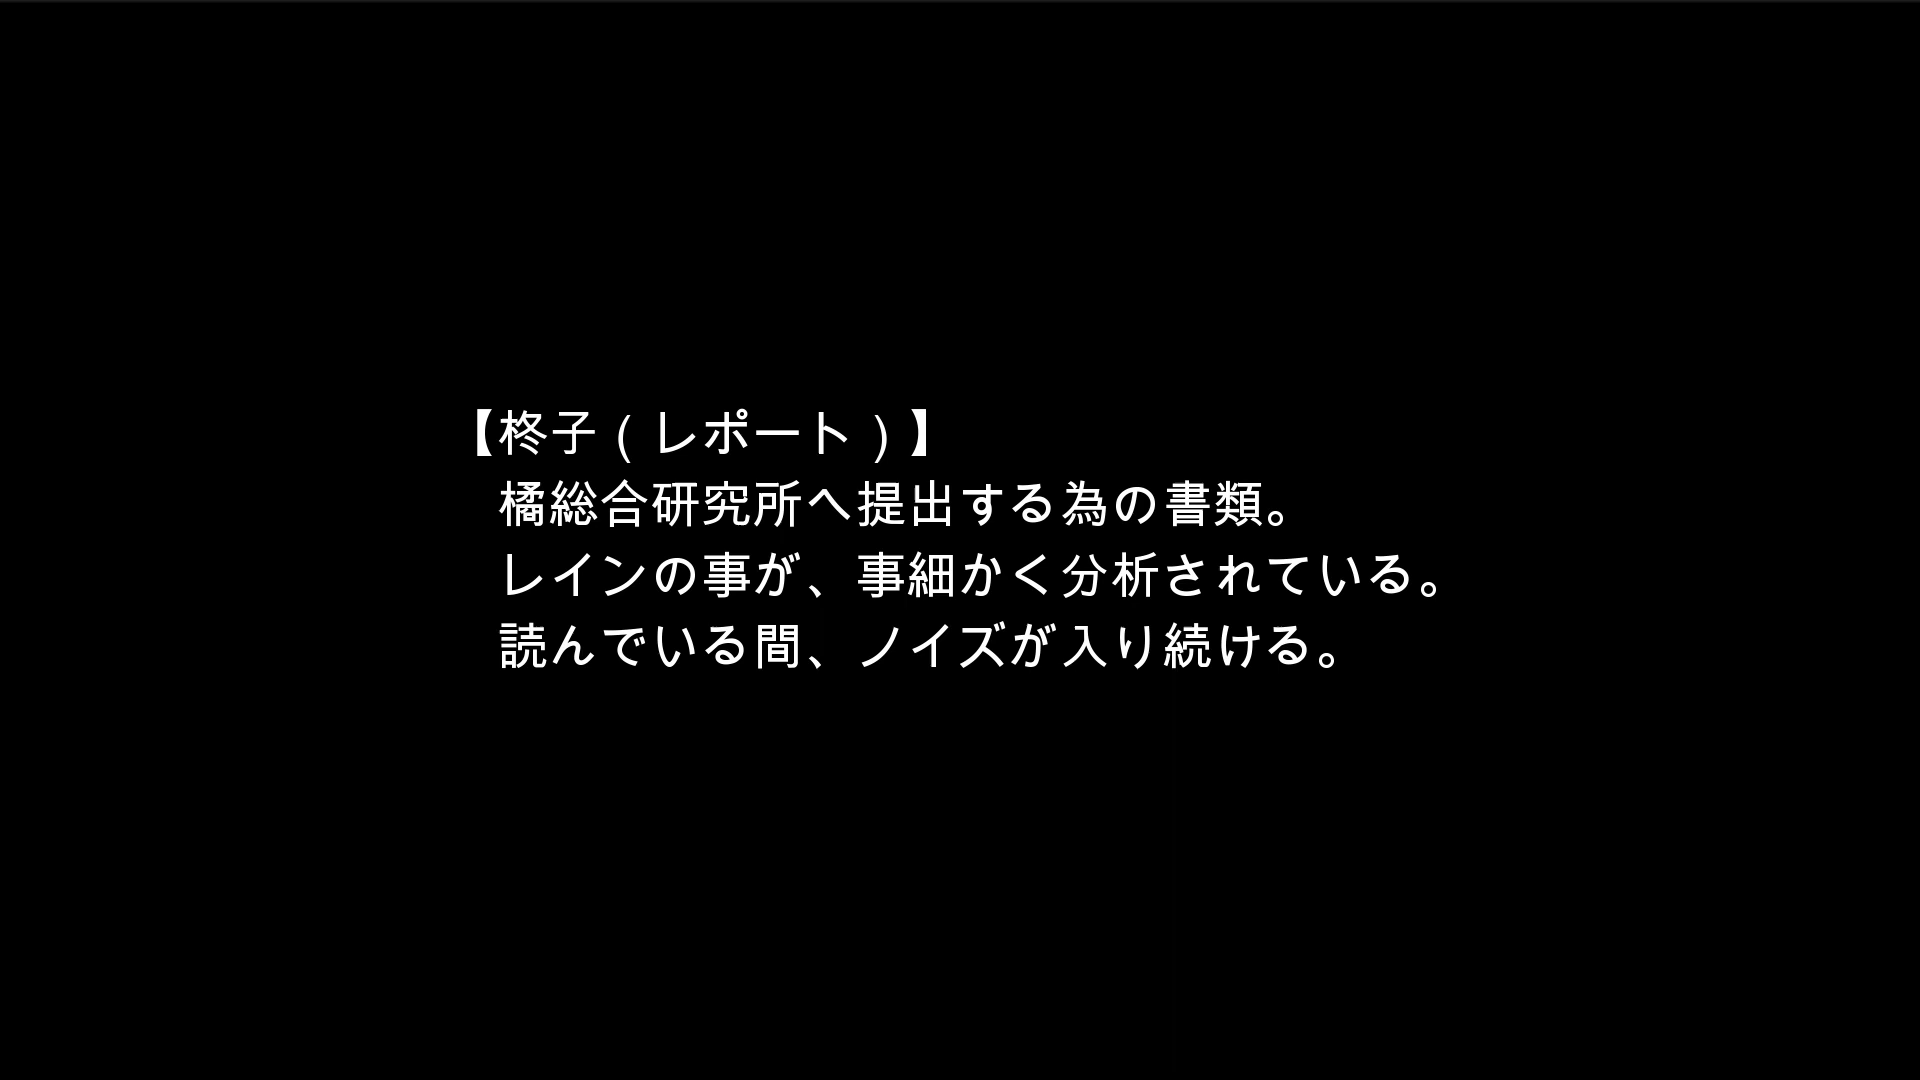 【柊子(レポート)】
橘総合研究所へ提出する為の書類。
レインの事が、事細かく分析されている。
読んでいる間、ノイズが入り続ける。